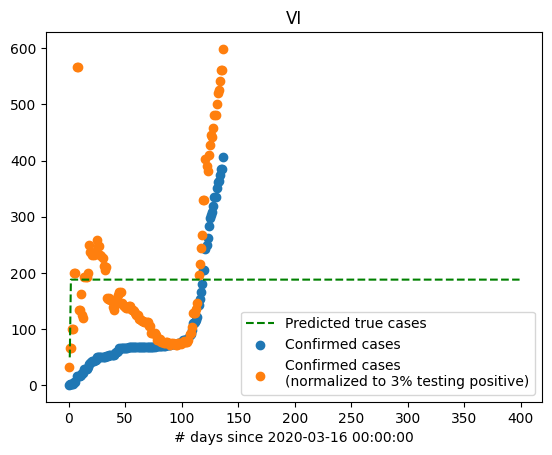 VI
600
500
400
300
200
100
0
Predicted true cases
Confirmed cases
Confirmed cases
(normalized to 3% testing positive)
0 50 100 150 200 250 300 350 400
# days since 2020-03-16 00:00:00